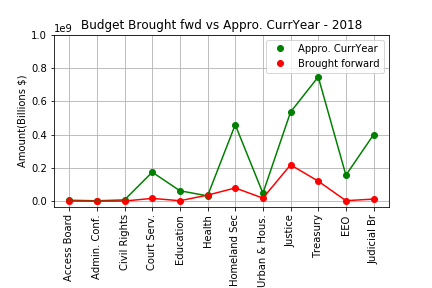 Budget Brought fwd vs Appro. CurrYear - 2018
1e9
Appro. CurrYear
Brought forward
Amount(Billions $)
1.0
0.8
0.6
0.4
0.2
0.0
Access Board
Admin. Conf.
Civil Rights
Court Serv.
Education
Health
Homeland Sec
Urban & Hous.
Justice
Treasury
EEO
Judicial Br.